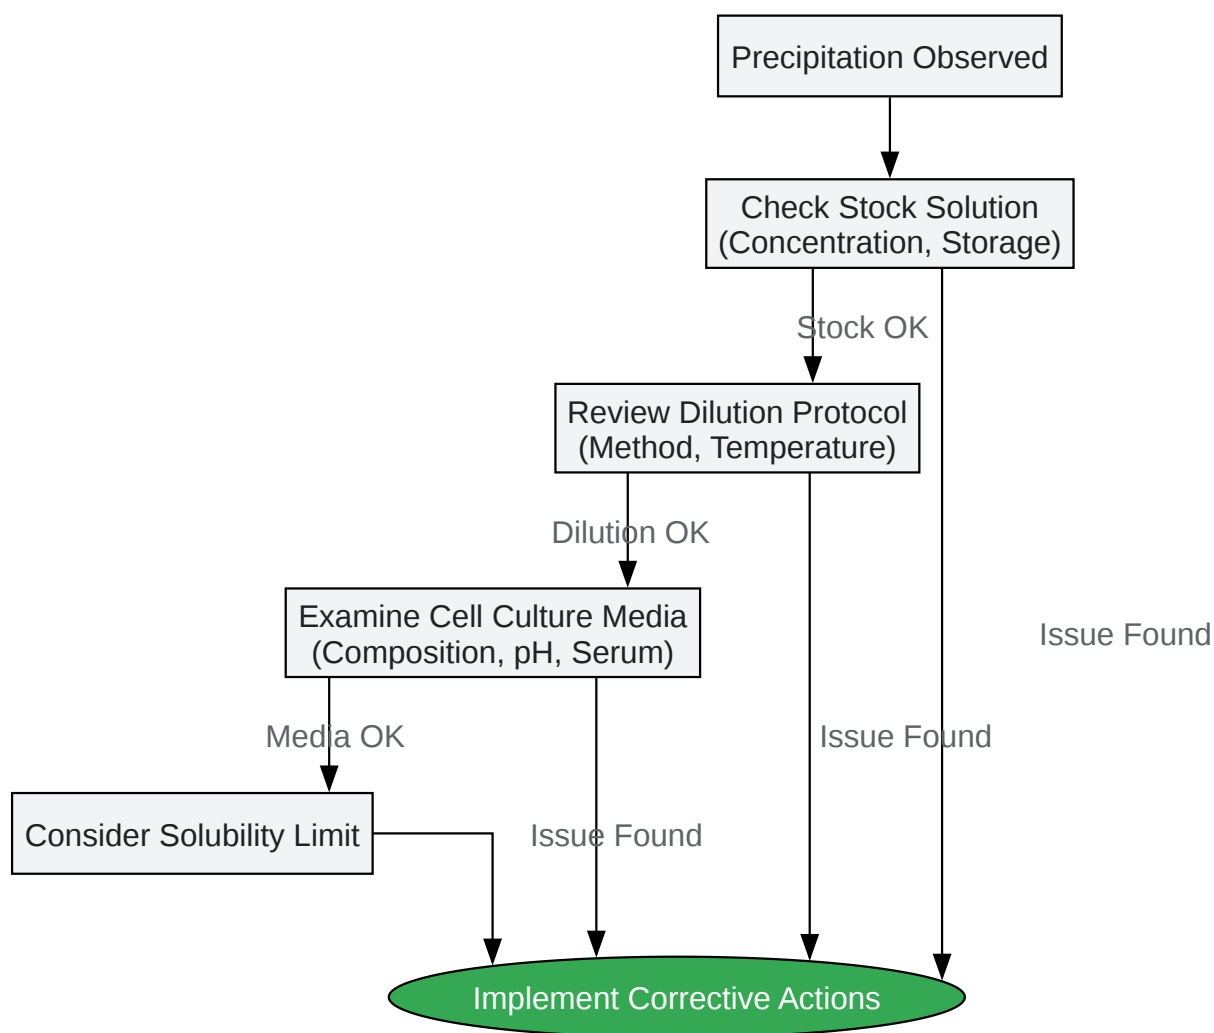 Precipitation Observed
Check Stock Solution
(Concentration, Storage)
Stock OK
Review Dilution Protocol
(Method, Temperature)
Dilution OK
Examine Cell Culture Media
(Composition, pH, Serum)
Issue Found
Media OK
Issue Found
Consider Solubility Limit
Issue Found
Implement Corrective Actions